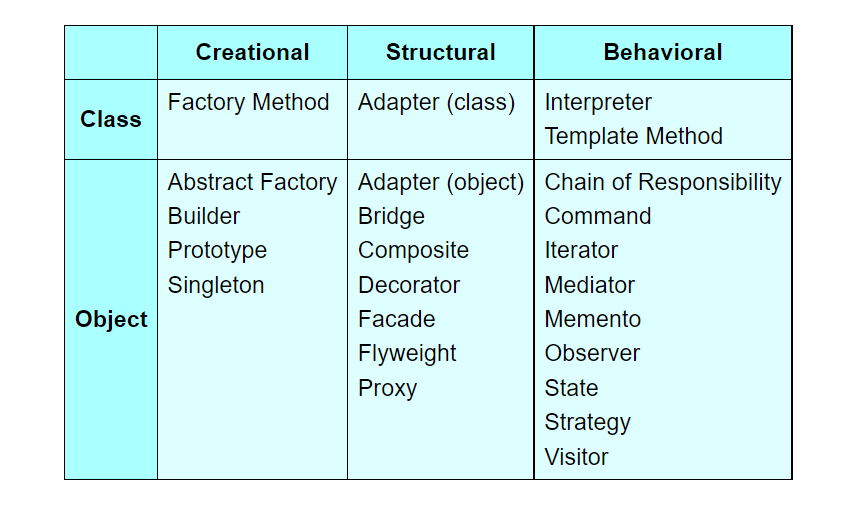 Creational Structural Behavioral
Class
Factory Method
Adapter (class)
Interpreter
Template Method
Object
Abstract Factory
Builder
Prototype
Singleton
Adapter (object)
Bridge
Composite
Decorator
Facade
Flyweight
Proxy
Chain of Responsibility
Command
Iterator
Mediator
Memento
Observer
State
Strategy
Visitor